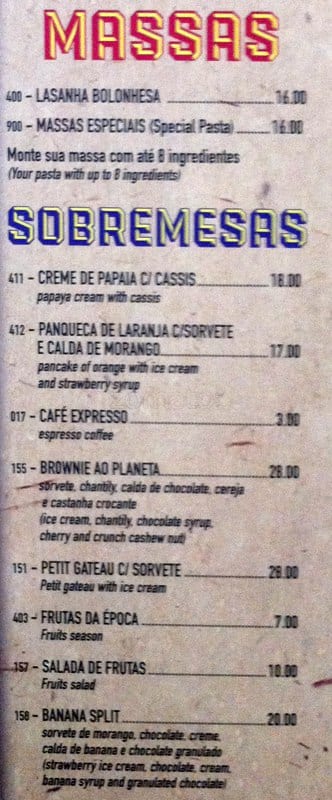 MASSAS
400 - LASANHA BOLONHESA 16.00
900 - MASSAS ESPECIAIS (Special Pasta) 16.00
Monte sua massa com até 8 ingredientes
(Your pasta with up to 8 ingredients)
SOBREMESAS
411 - CREME DE PAPAIA C/ CASSIS 18.00
papaya cream with cassis
412 - PANQUECA DE LARANJA C/SORVETE
E CALDA DE MORANGO 17.00
pancake of orange with ice cream
and strawberry syrup
017 - CAFÉ EXPRESSO 3.00
espresso coffee
155 - BROWNIE AO PLANETA 28.00
sorvete, chantily, calda de chocolate, cereja
e castanha crocante
(ice cream, chantily, chocolate syrup,
cherry and crunch cashew nut)
151 - PETIT GATEAU C/ SORVETE 28.00
Petit gateau with ice cream
403 - FRUTAS DA ÉPOCA 7.00
Fruits season
157 - SALADA DE FRUTAS 10.00
Fruits salad
158 - BANANA SPLIT 20.00
sorvete de morango, chocolate, creme,
calda de banana e chocolate granulado
(strawberry ice cream, chocolate, cream,
banana syrup and granulated chocolate)